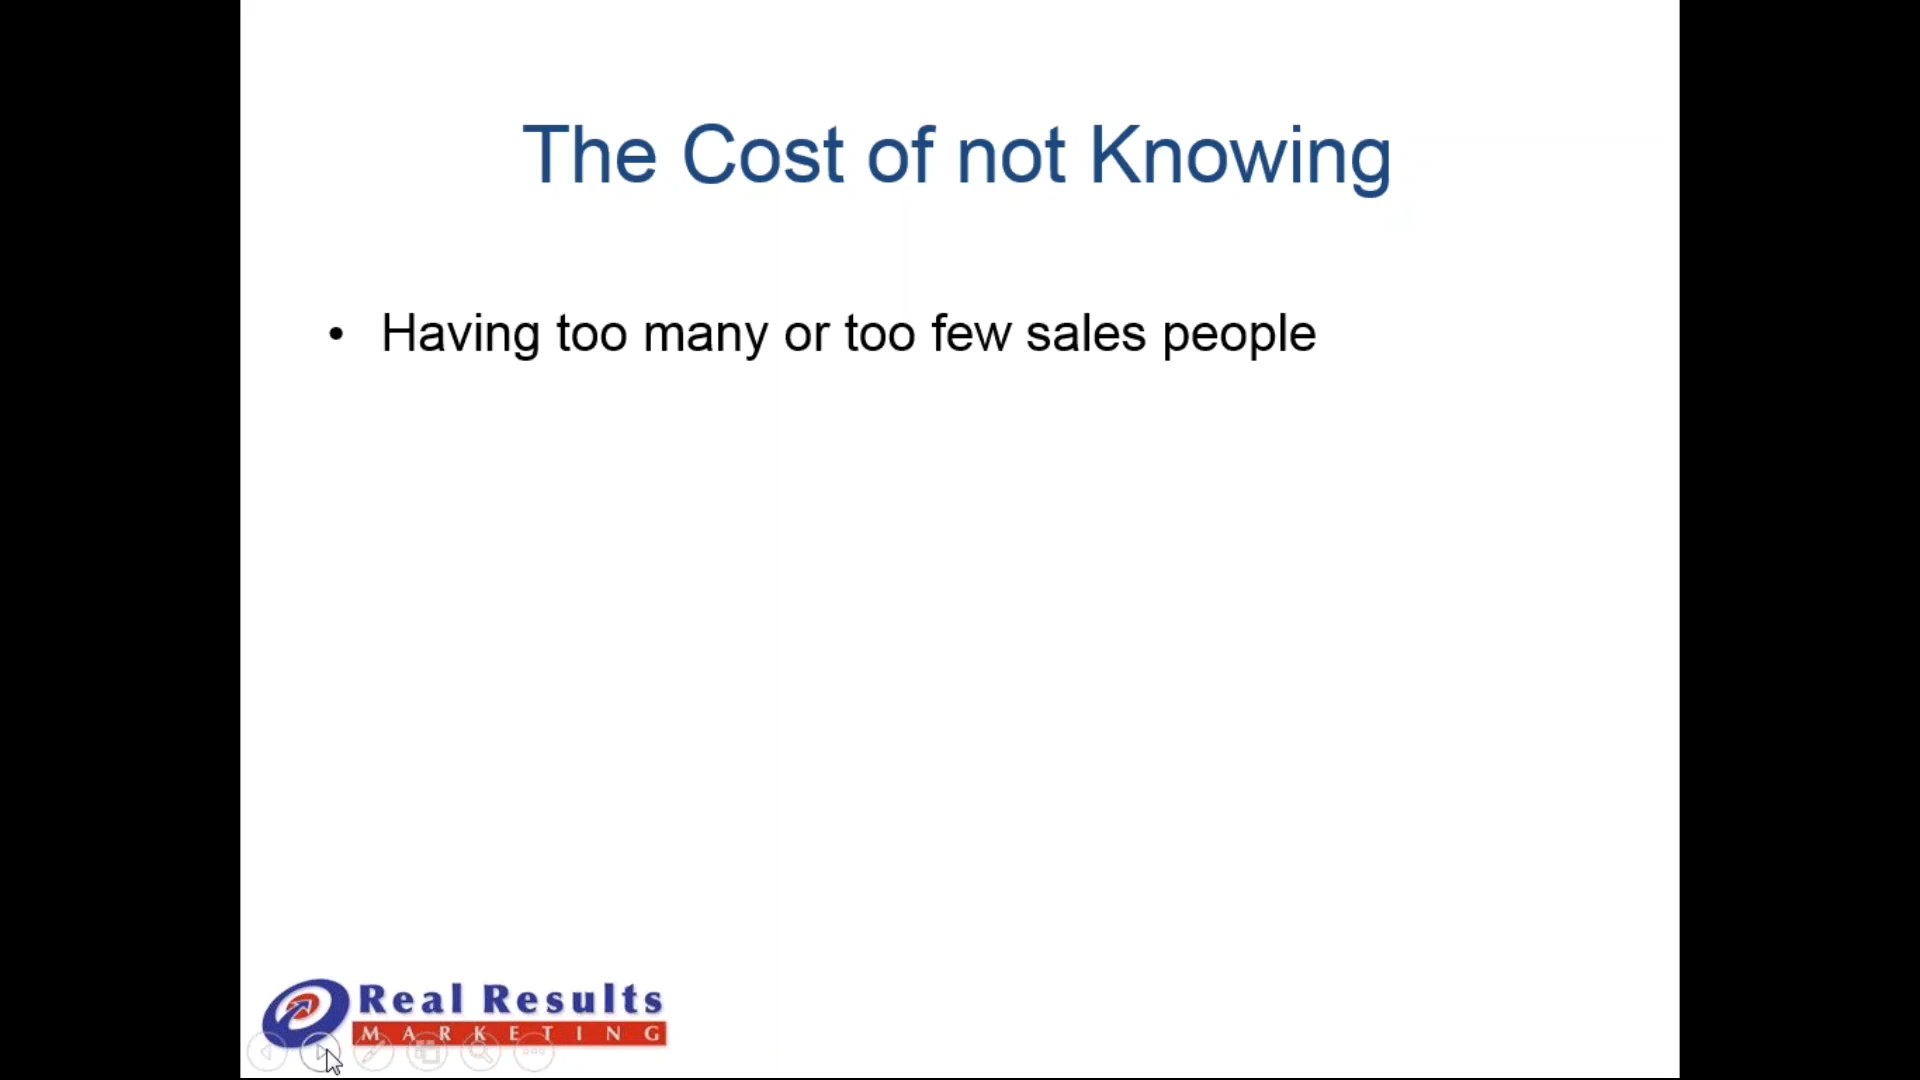 The Cost of not Knowing
• Having too many or too few sales people
Real Results
MARKETING